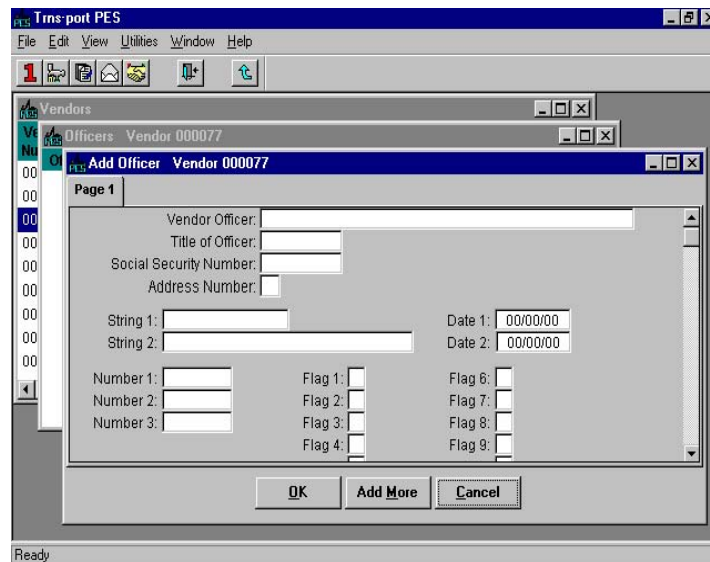 Trns·port PES
File Edit View Utilities Window Help
Vendors
Officers Vendor 000077
Add Officer Vendor 000077
Page 1
Vendor Officer:
Title of Officer:
Social Security Number:
Address Number:
String 1: Date 1: 00/00/00
String 2: Date 2: 00/00/00
Number 1: Flag 1: Flag 6:
Number 2: Flag 2: Flag 7:
Number 3: Flag 3: Flag 8:
Flag 4: Flag 9:
OK Add More Cancel
Ready